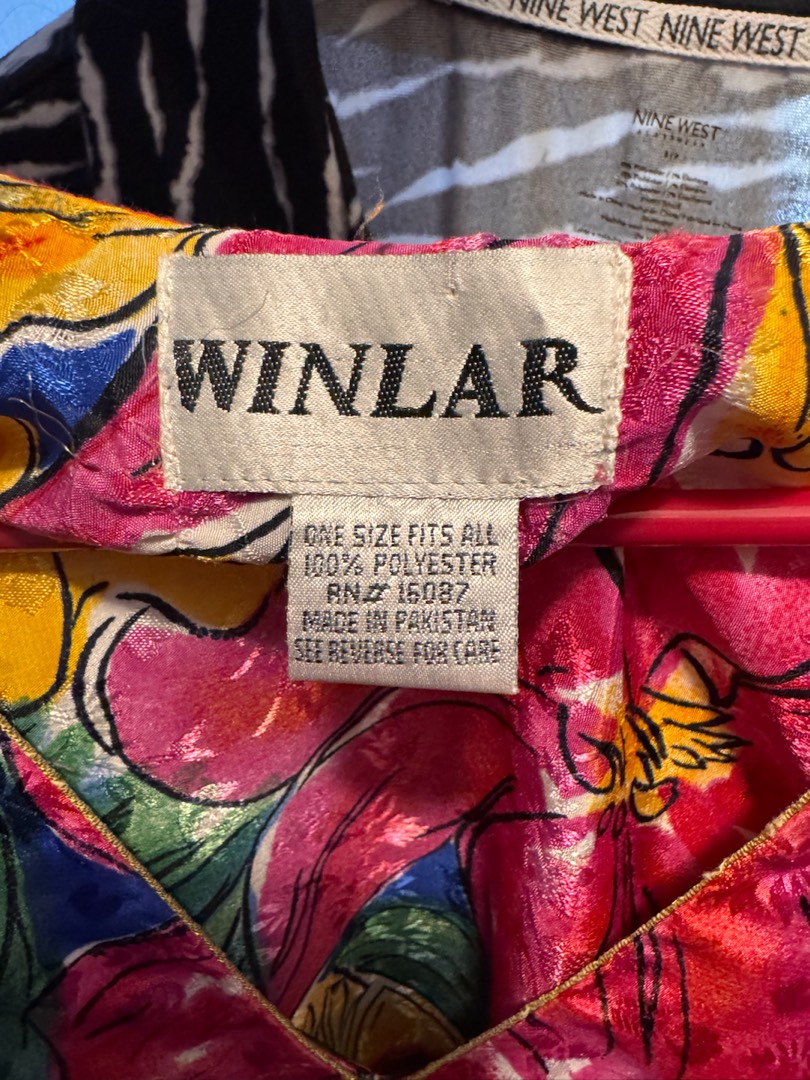 NINE WEST NINE WEST
NINE WEST
WINLAR
ONE SIZE FITS ALL
100% POLYESTER
RN# 16087
MADE IN PAKISTAN
SEE REVERSE FOR CARE